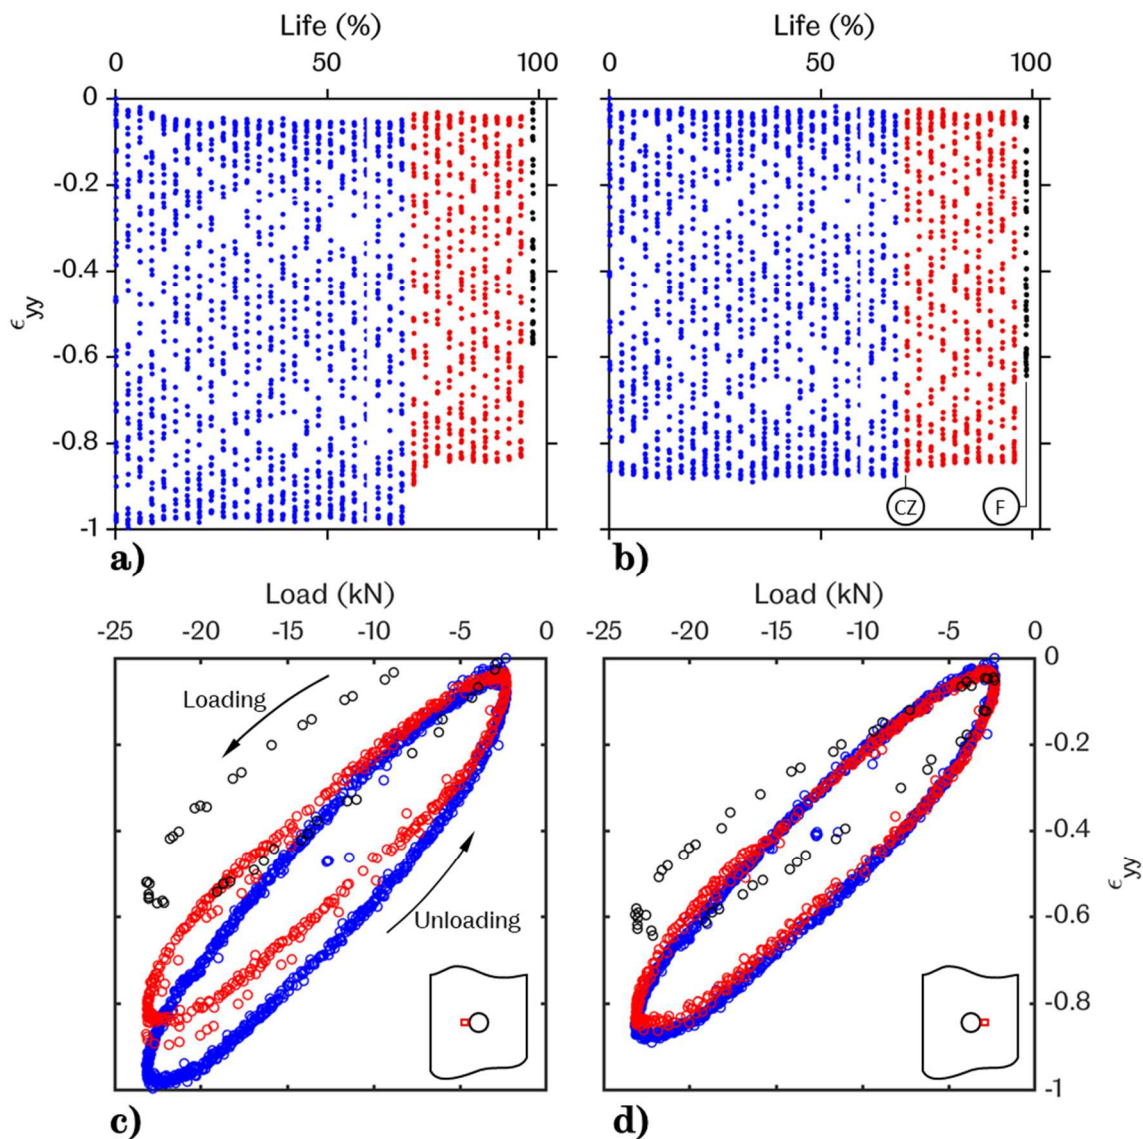 Life (%)
Life (%)
0 50 100
0 50 100
0
-0.2
-0.4
-0.6
-0.8
-1
ϵyy
CZ
F
a)
b)
Load (kN)
Load (kN)
-25 -20 -15 -10 -5 0
-25 -20 -15 -10 -5 0
Loading
Unloading
0
-0.2
-0.4
-0.6
-0.8
-1
ϵyy
c)
d)